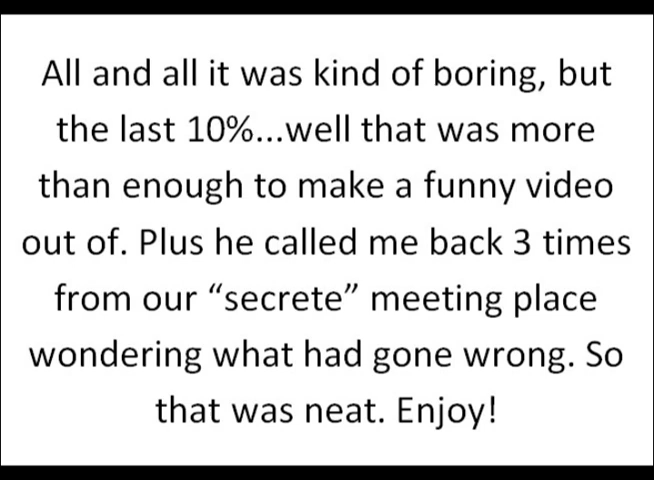 All and all it was kind of boring, but
the last 10%...well that was more
than enough to make a funny video
out of. Plus he called me back 3 times
from our “secrete” meeting place
wondering what had gone wrong. So
that was neat. Enjoy!